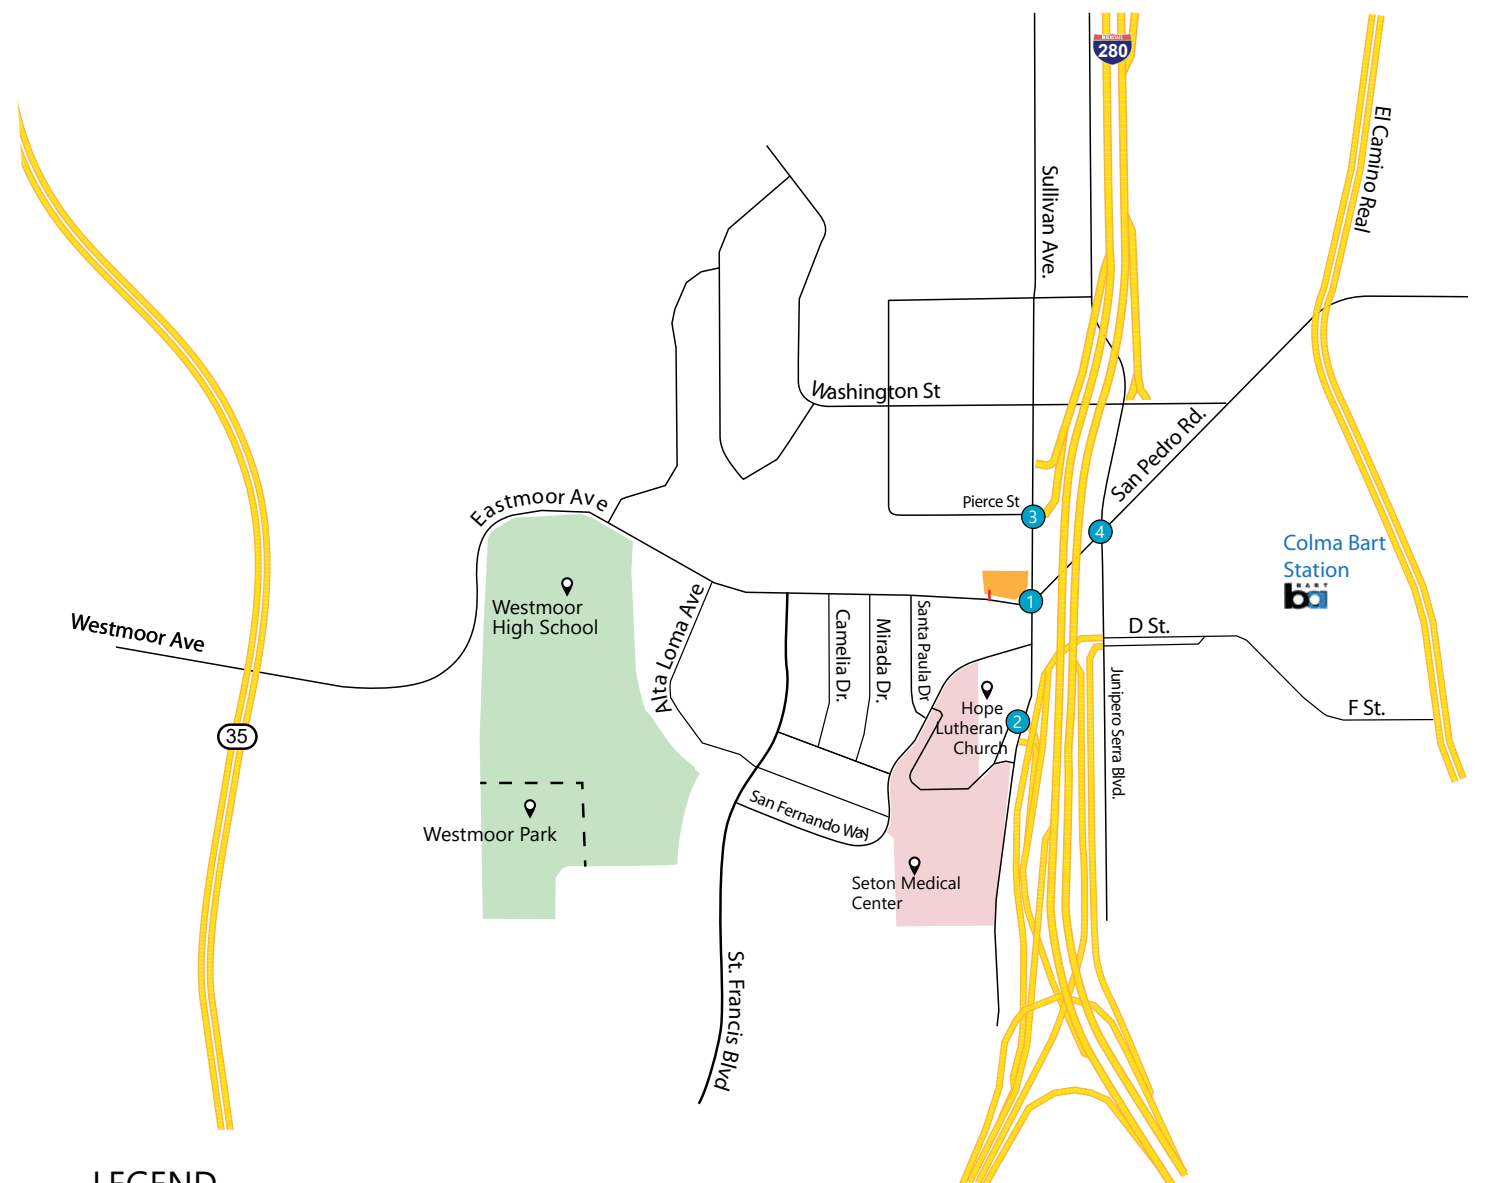 INTERSTATE
280
El Camino Real
Sullivan Ave.
Washington St
San Pedro Rd.
Eastmoor Ave
Pierce St
3
4
Colma Bart
Station
ba
Westmoor
High School
1
Westmoor Ave
Alta Loma Ave
Camelia Dr.
Mirada Dr.
Santa Paula Dr
D St.
Junipero Serra Blvd.
Hope
Lutheran
Church
2
F St.
35
San Fernando Way
Westmoor Park
Seton Medical
Center
St. Francis Blvd
LEGEND